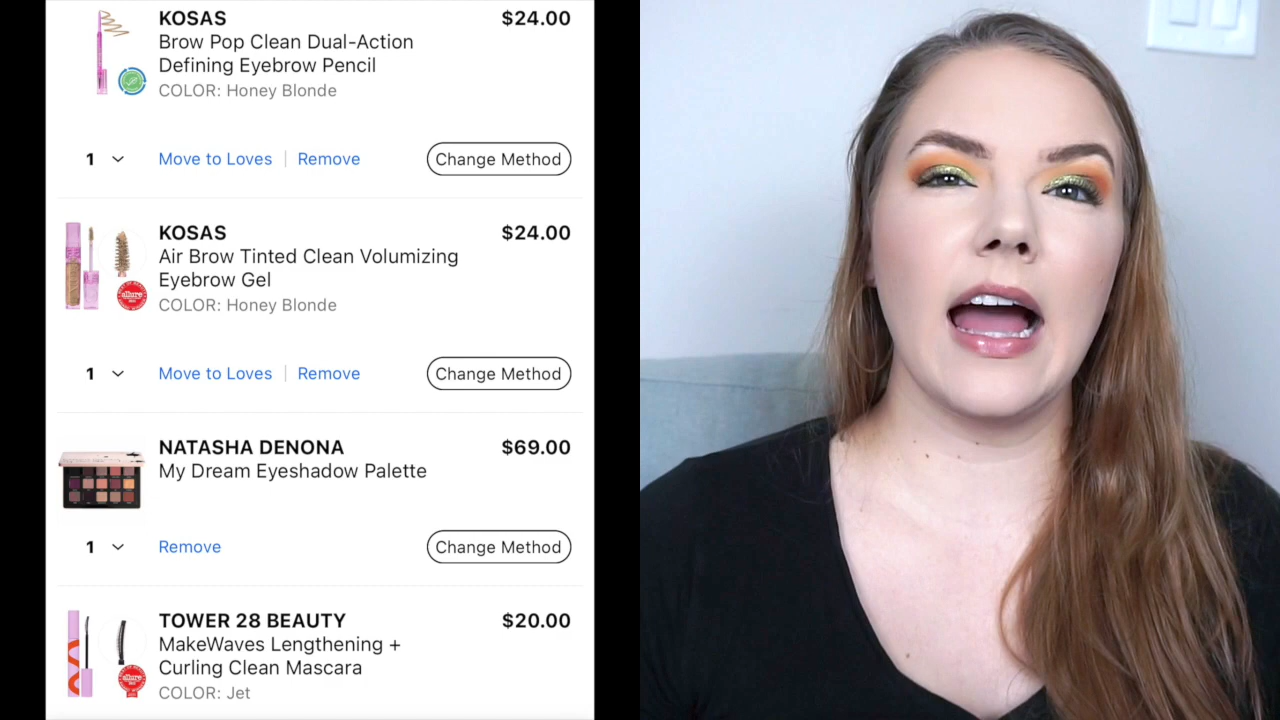 KOSAS $24.00
Brow Pop Clean Dual-Action
Defining Eyebrow Pencil
COLOR: Honey Blonde
1 Move to Loves | Remove Change Method
KOSAS $24.00
Air Brow Tinted Clean Volumizing
Eyebrow Gel
allure
COLOR: Honey Blonde
1 Move to Loves | Remove Change Method
NATASHA DENONA $69.00
My Dream Eyeshadow Palette
1 Remove Change Method
TOWER 28 BEAUTY $20.00
MakeWaves Lengthening +
Curling Clean Mascara
allure
COLOR: Jet